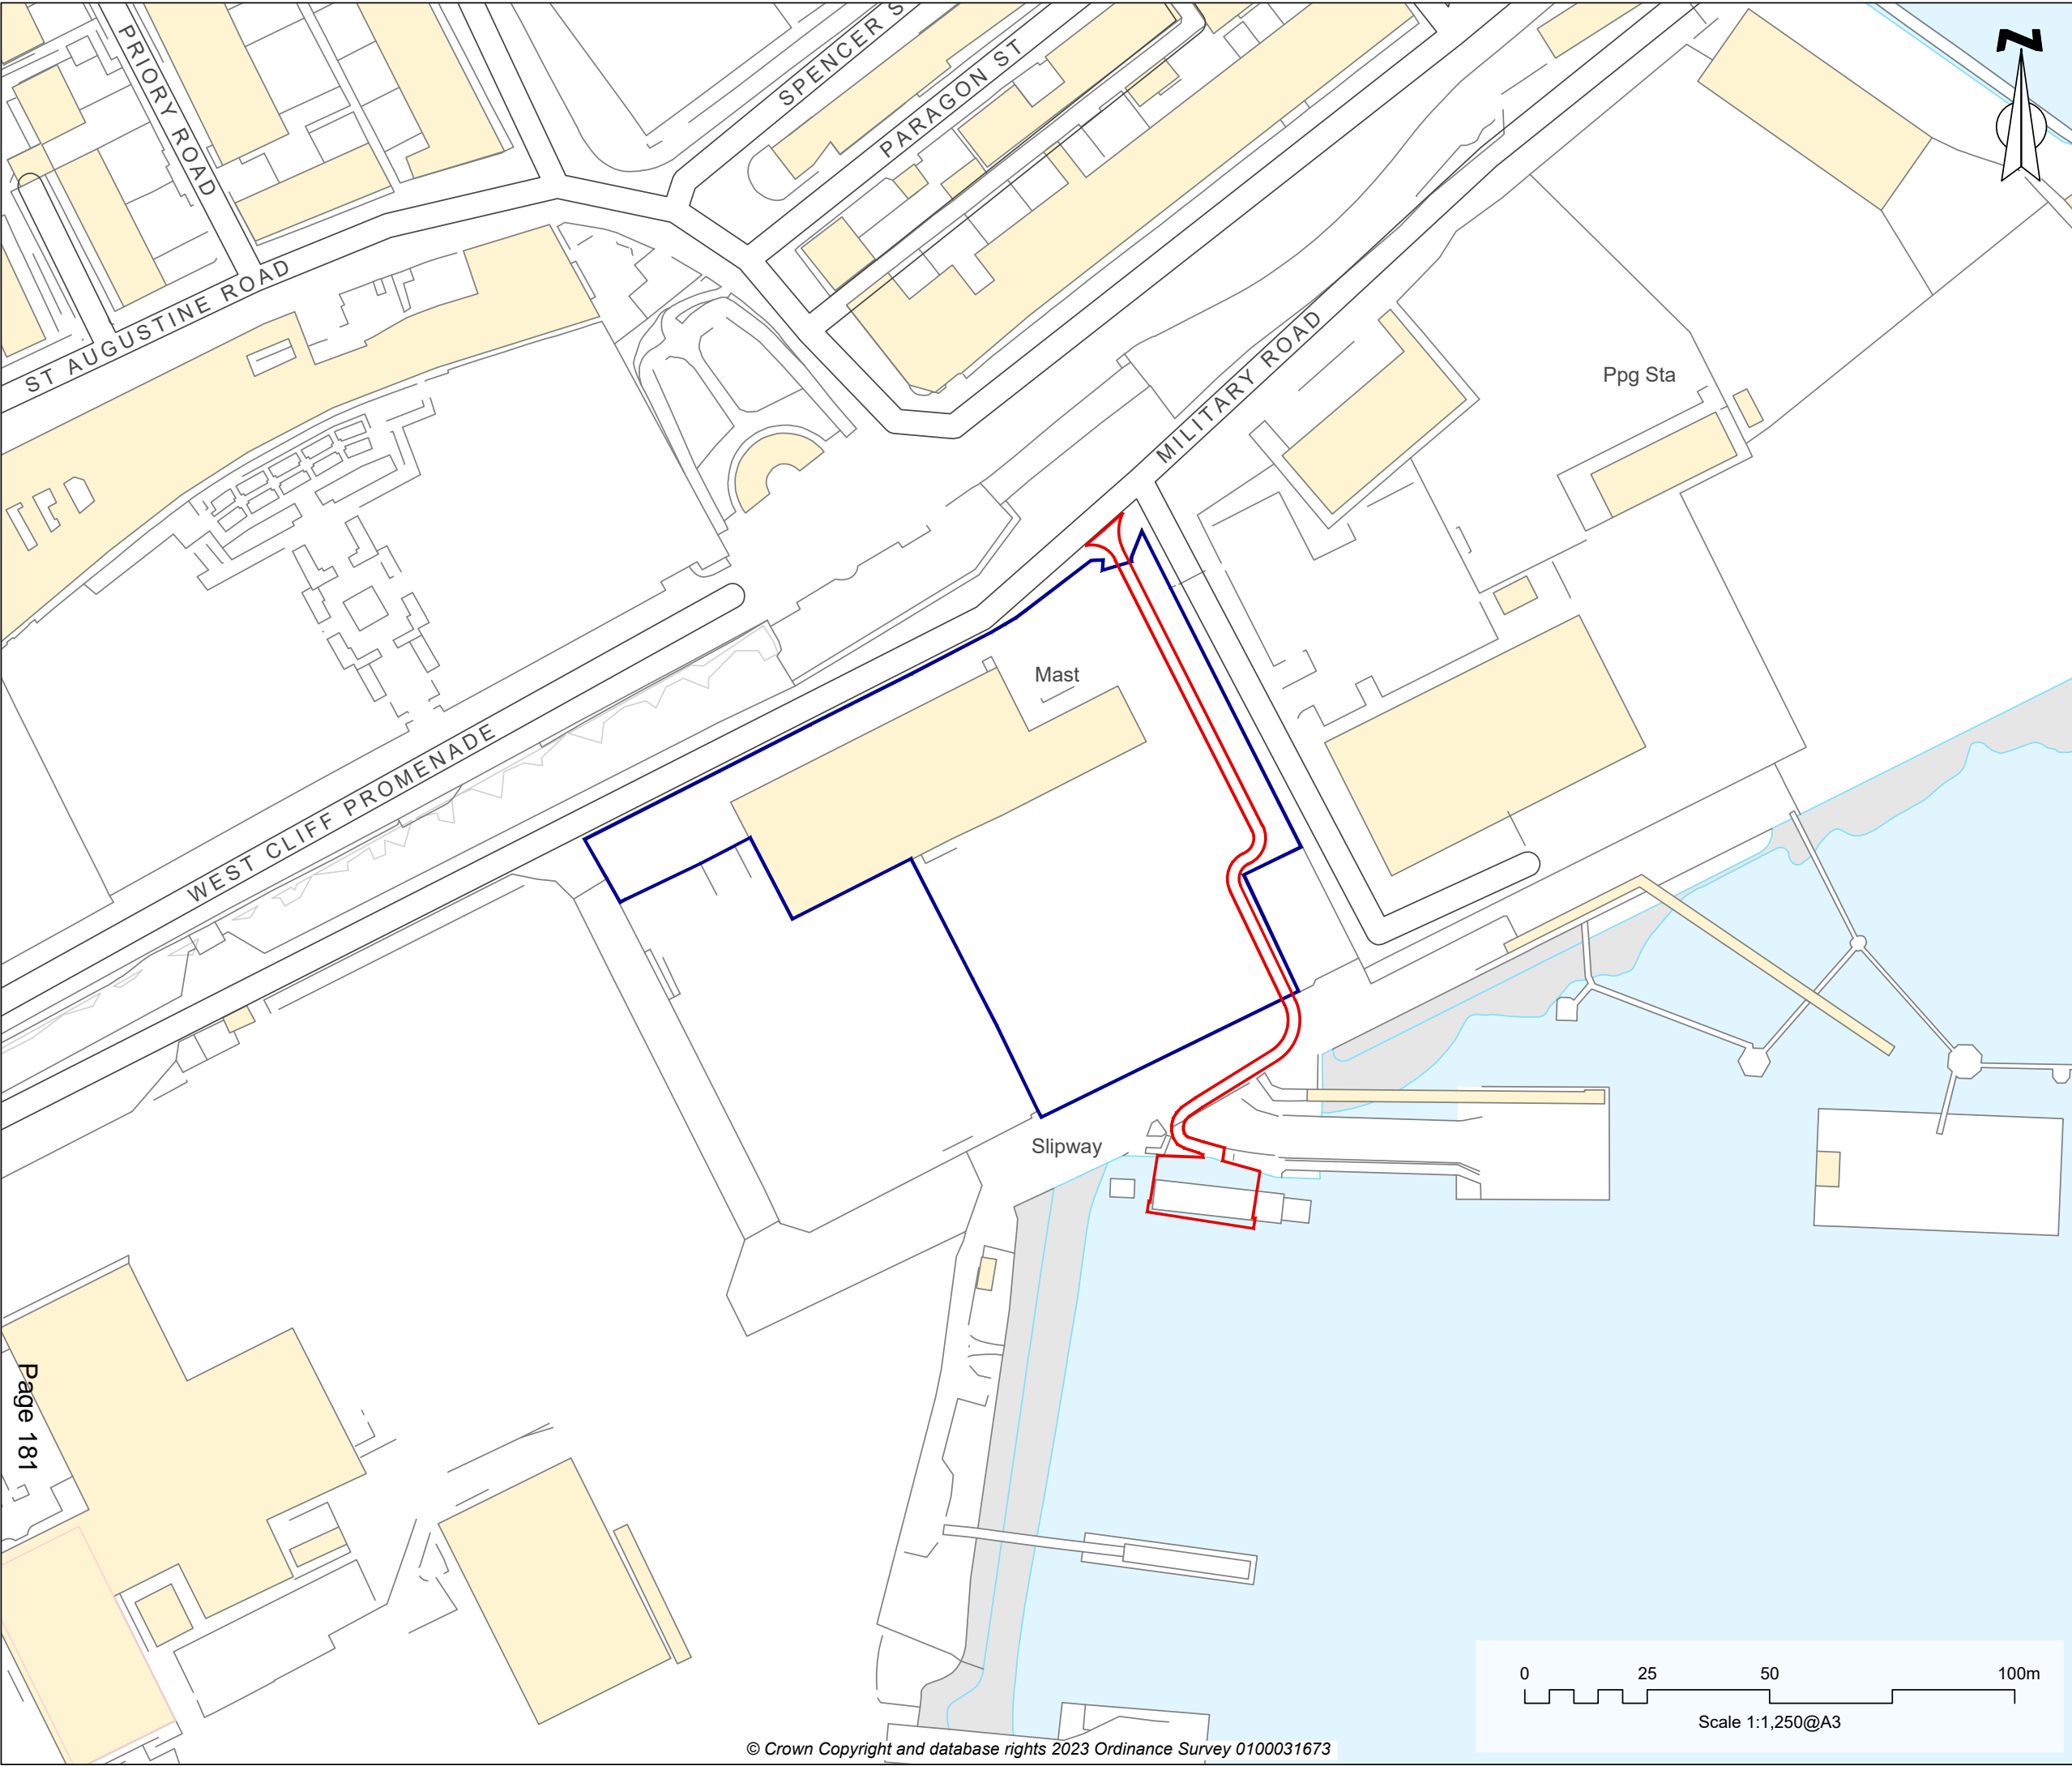 PRIORY ROAD
SPENCER S
PARAGON ST
N
ST AUGUSTINE ROAD
MILITARY ROAD
Ppg Sta
Mast
WEST CLIFF PROMENADE
Slipway
Page 181
0 25 50 100m
Scale 1:1,250@A3
© Crown Copyright and database rights 2023 Ordinance Survey 0100031673